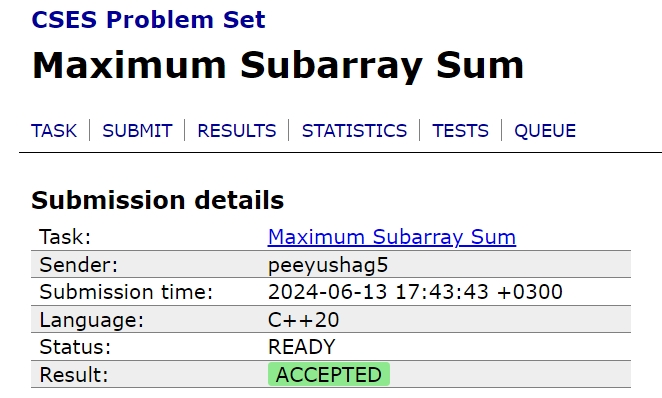 CSES Problem Set
Maximum Subarray Sum
TASK SUBMIT RESULTS STATISTICS TESTS QUEUE
Submission details
Task: Maximum Subarray Sum
Sender: peeyushag5
Submission time: 2024-06-13 17:43:43 +0300
Language: C++20
Status: READY
Result: ACCEPTED